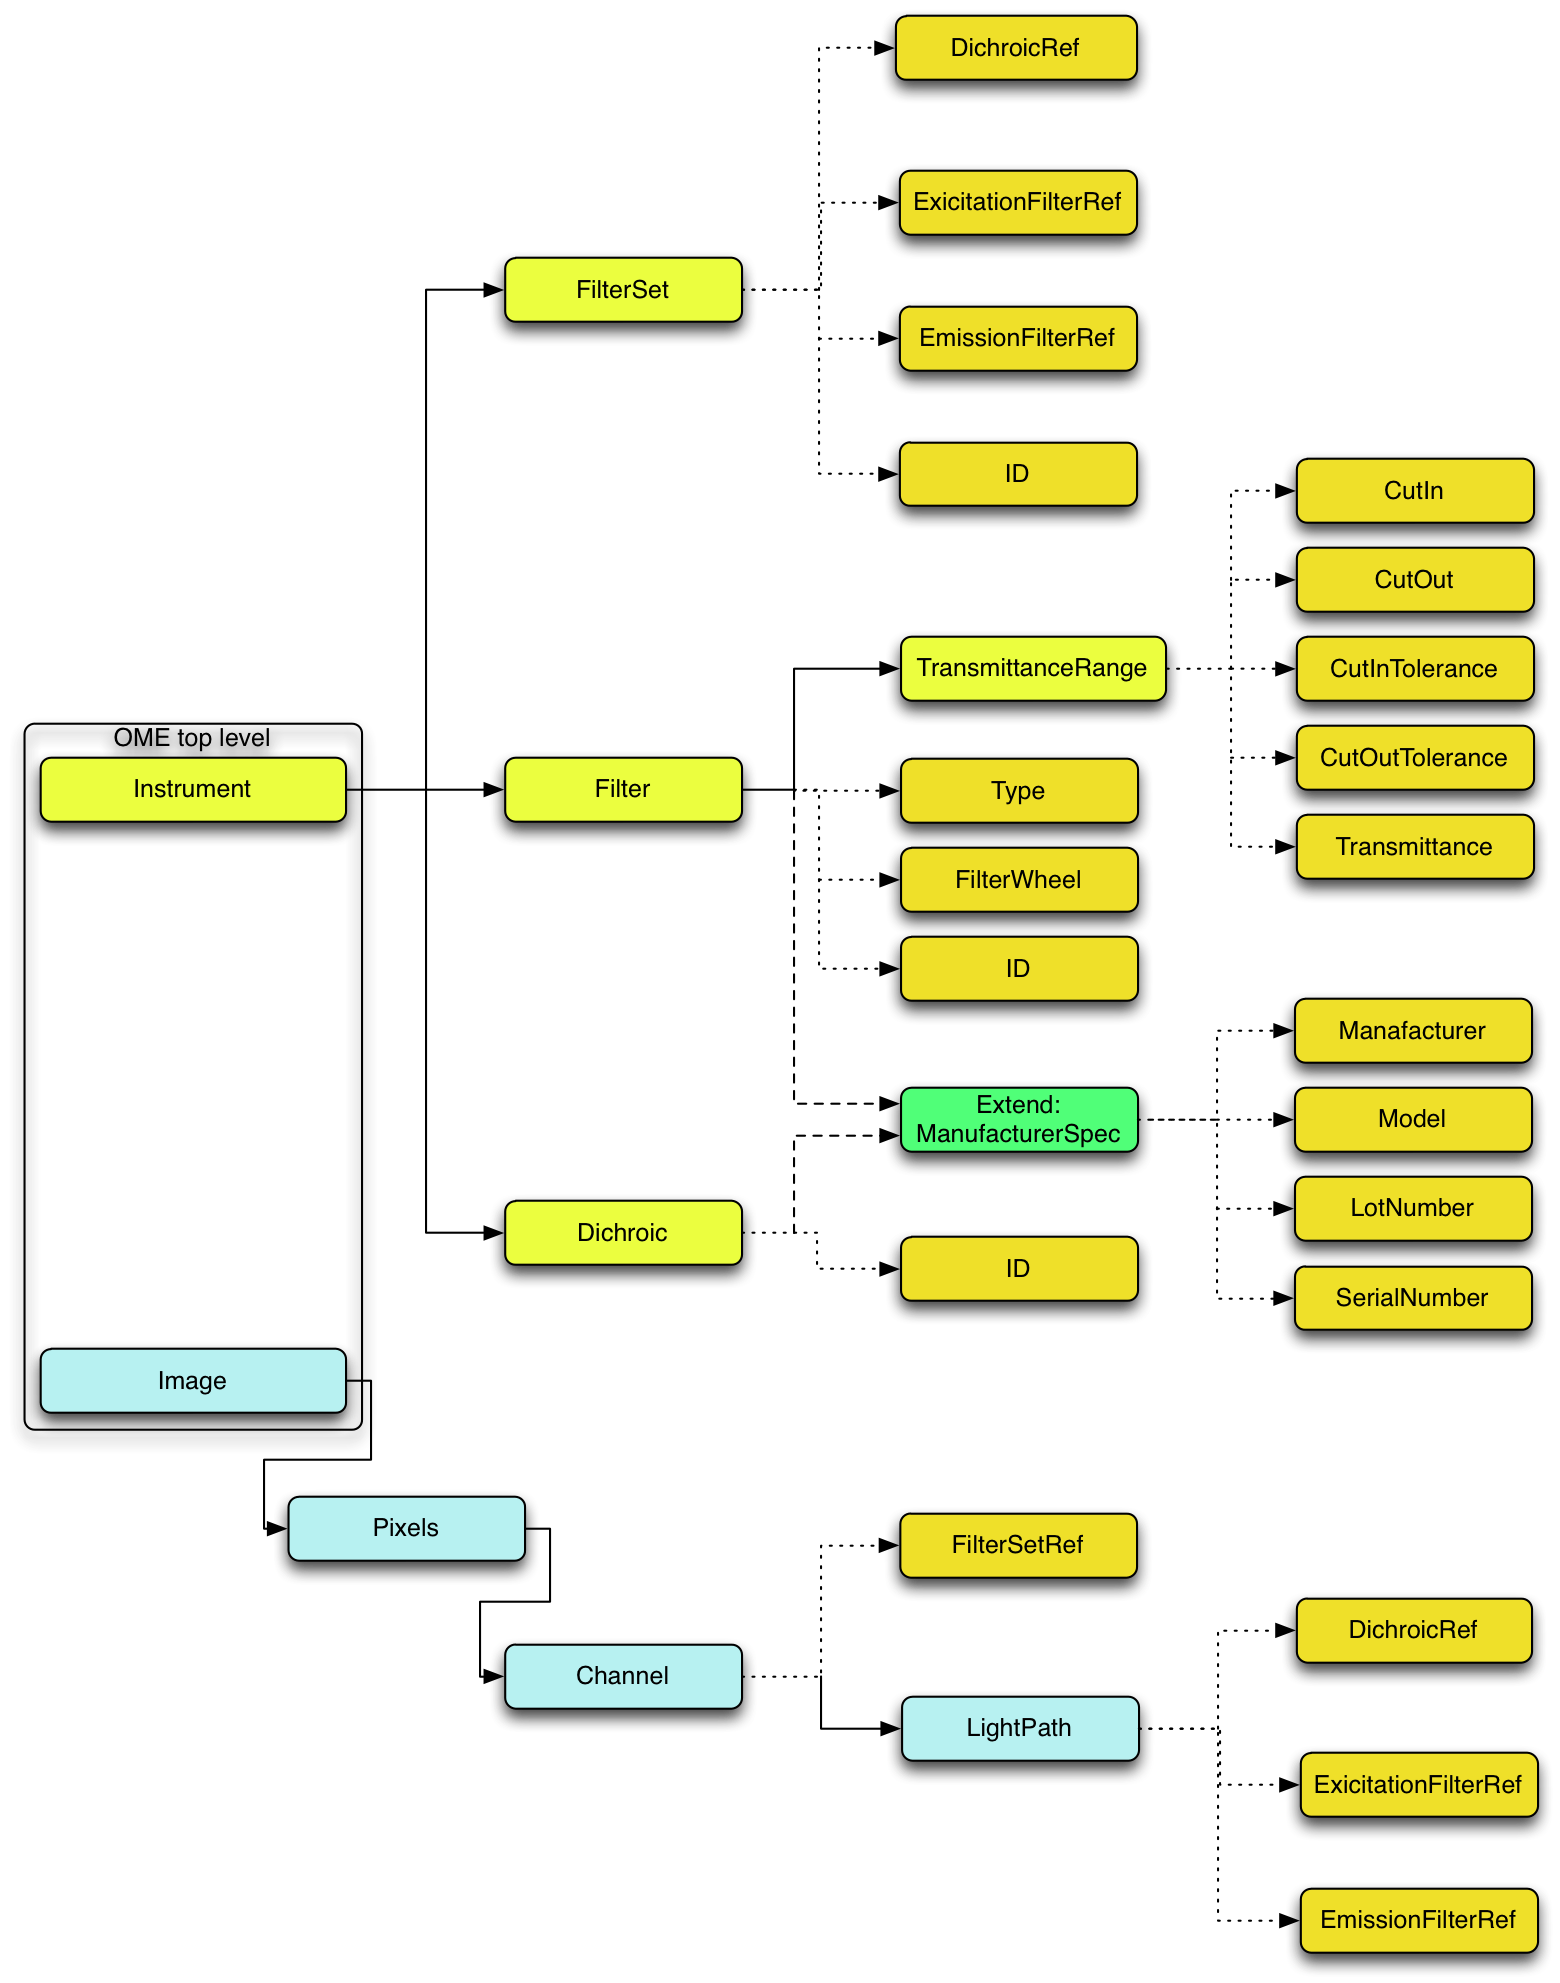 DichroicRef
ExicitationFilterRef
FilterSet
EmissionFilterRef
ID
CutIn
CutOut
TransmittanceRange
CutInTolerance
OME top level
CutOutTolerance
Instrument
Filter
Type
Transmittance
FilterWheel
ID
Manafacturer
Extend:
ManufacturerSpec
Model
LotNumber
Dichroic
ID
SerialNumber
Image
Pixels
FilterSetRef
DichroicRef
Channel
LightPath
ExicitationFilterRef
EmissionFilterRef